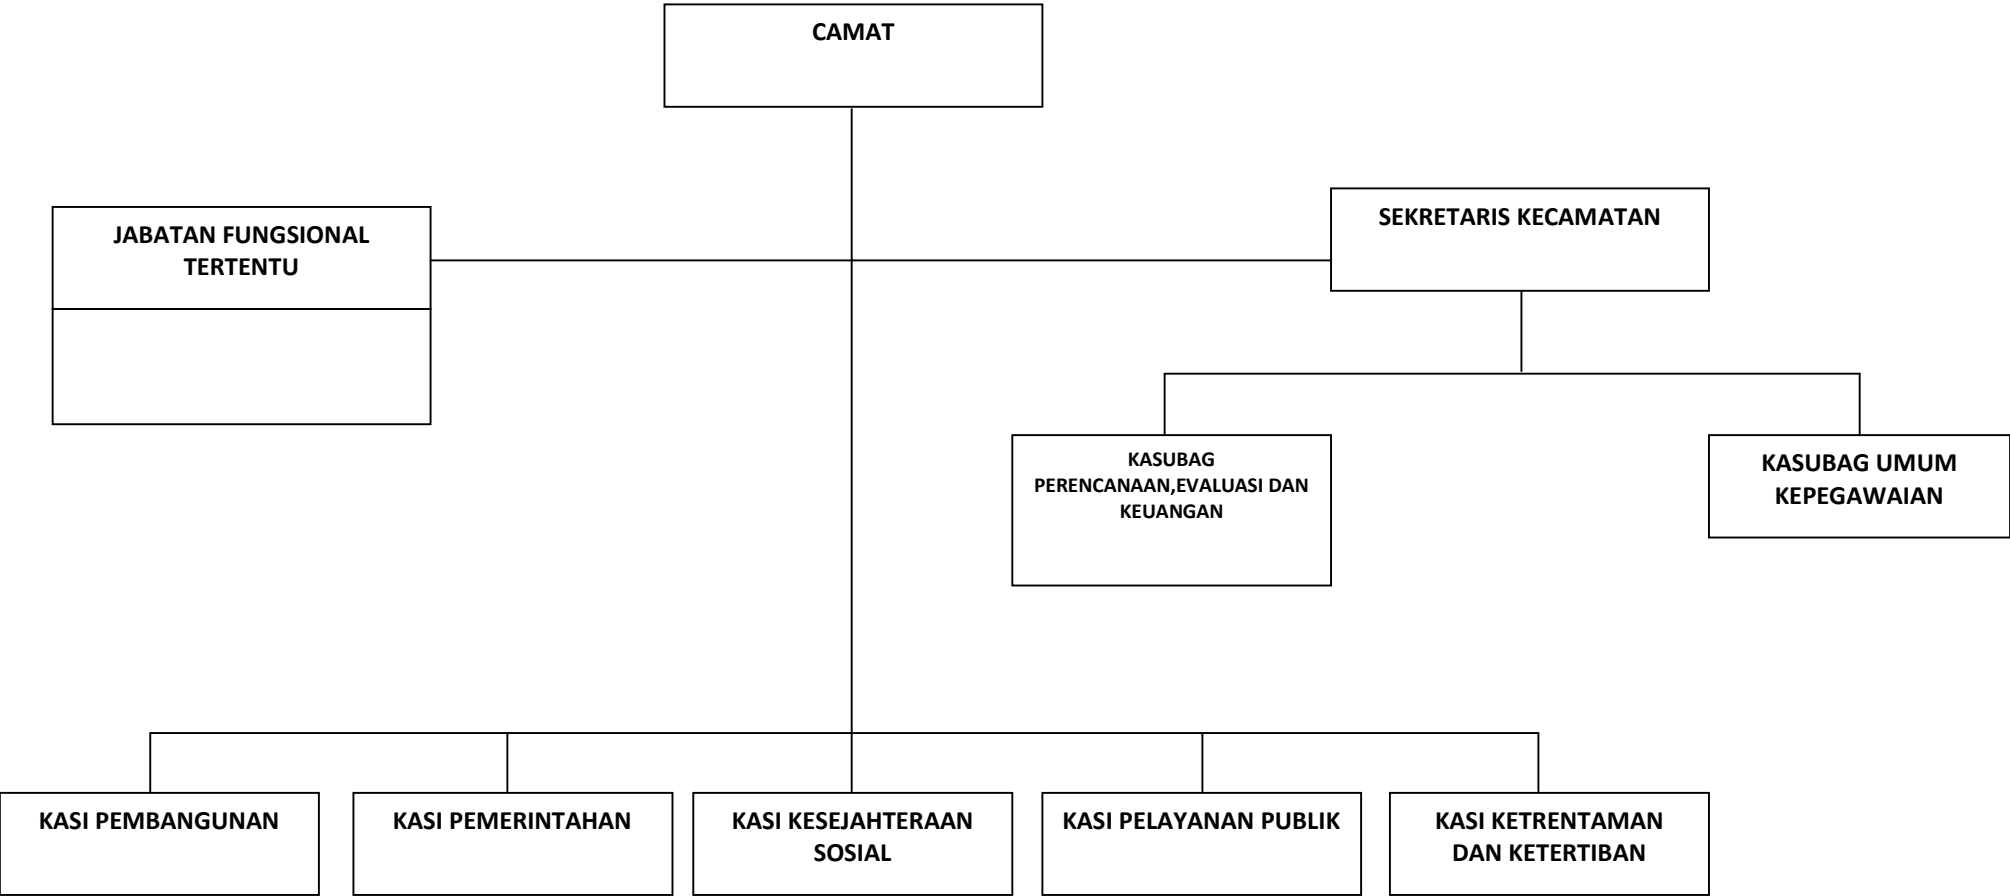 CAMAT
JABATAN FUNGSIONAL
TERTENTU
SEKRETARIS KECAMATAN
KASUBAG
PERENCANAAN,EVALUASI DAN
KEUANGAN
KASUBAG UMUM
KEPEGAWAIAN
KASI PEMBANGUNAN
KASI PEMERINTAHAN
KASI KESEJAHTERAAN
SOSIAL
KASI PELAYANAN PUBLIK
KASI KETRENTAMAN
DAN KETERTIBAN